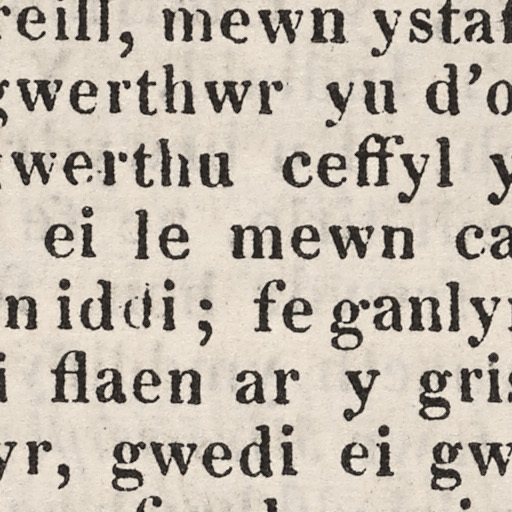 reill, mewn ystaf
gwerthwr yu d'o
gwerthu ceffyl y
ei le mewn ca
n iddi ; fe ganlyn
i flaen ar y gris
yr, gwedi ei gw